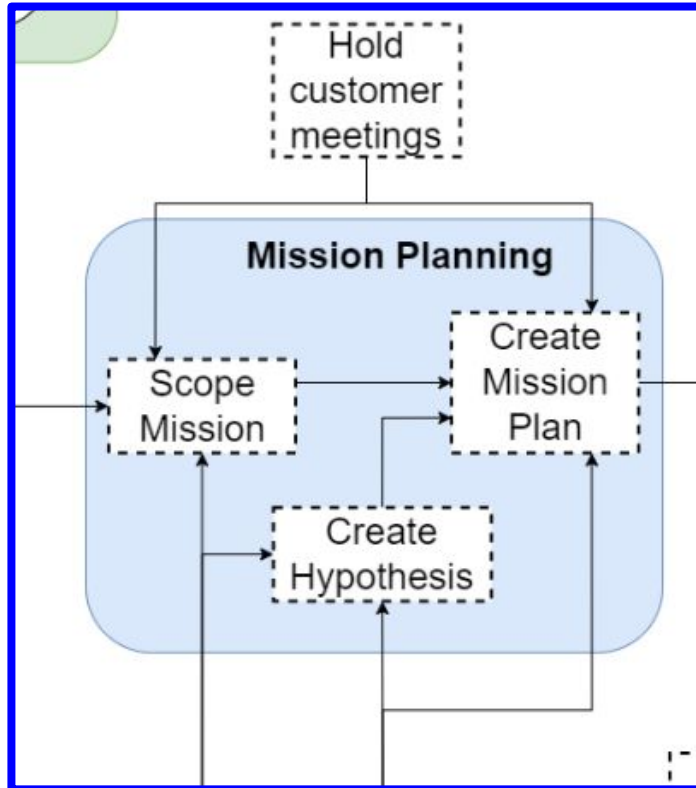 Hold
customer
meetings
Mission Planning
Scope
Mission
Create
Mission
Plan
Create
Hypothesis